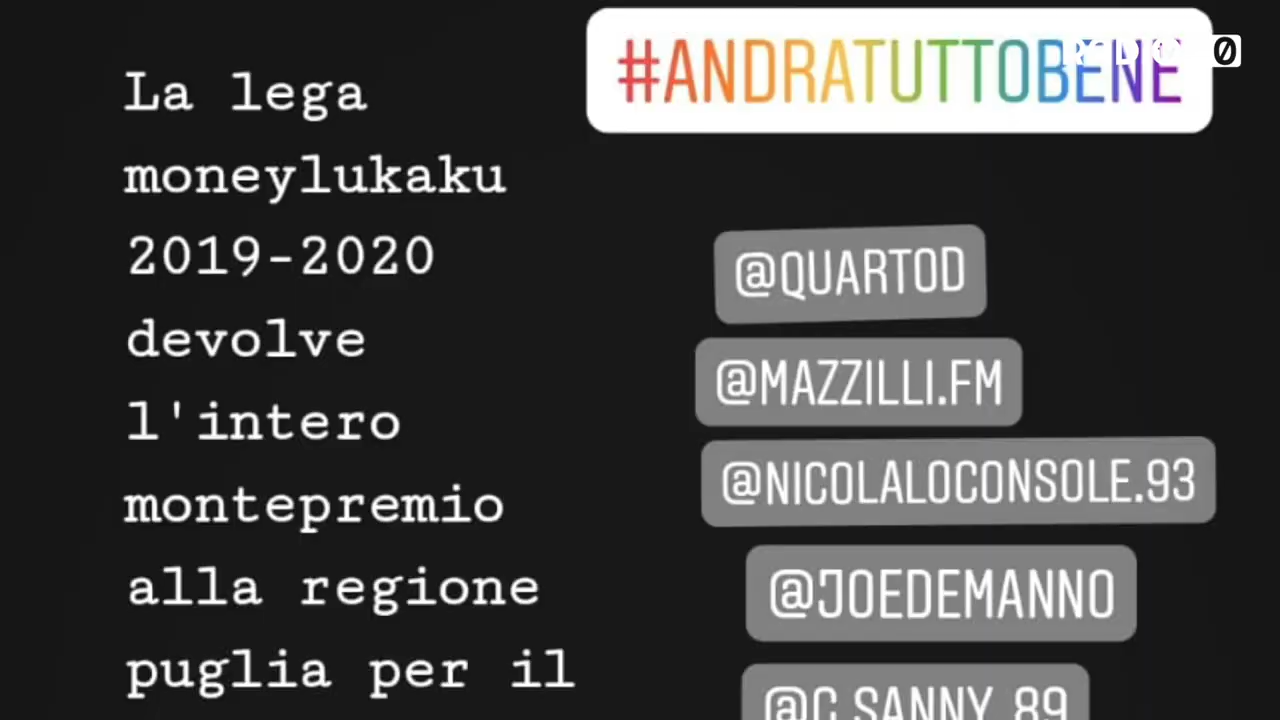 La lega
moneylukaku
2019-2020
devolve
l'intero
montepremio
alla regione
puglia per il
#ANDRATUTTOBENE
@QUARTOD
@MAZZILLI.FM
@NICOLALOCONSOLE.93
@JOEDEMANNO
@C.SANNY_89